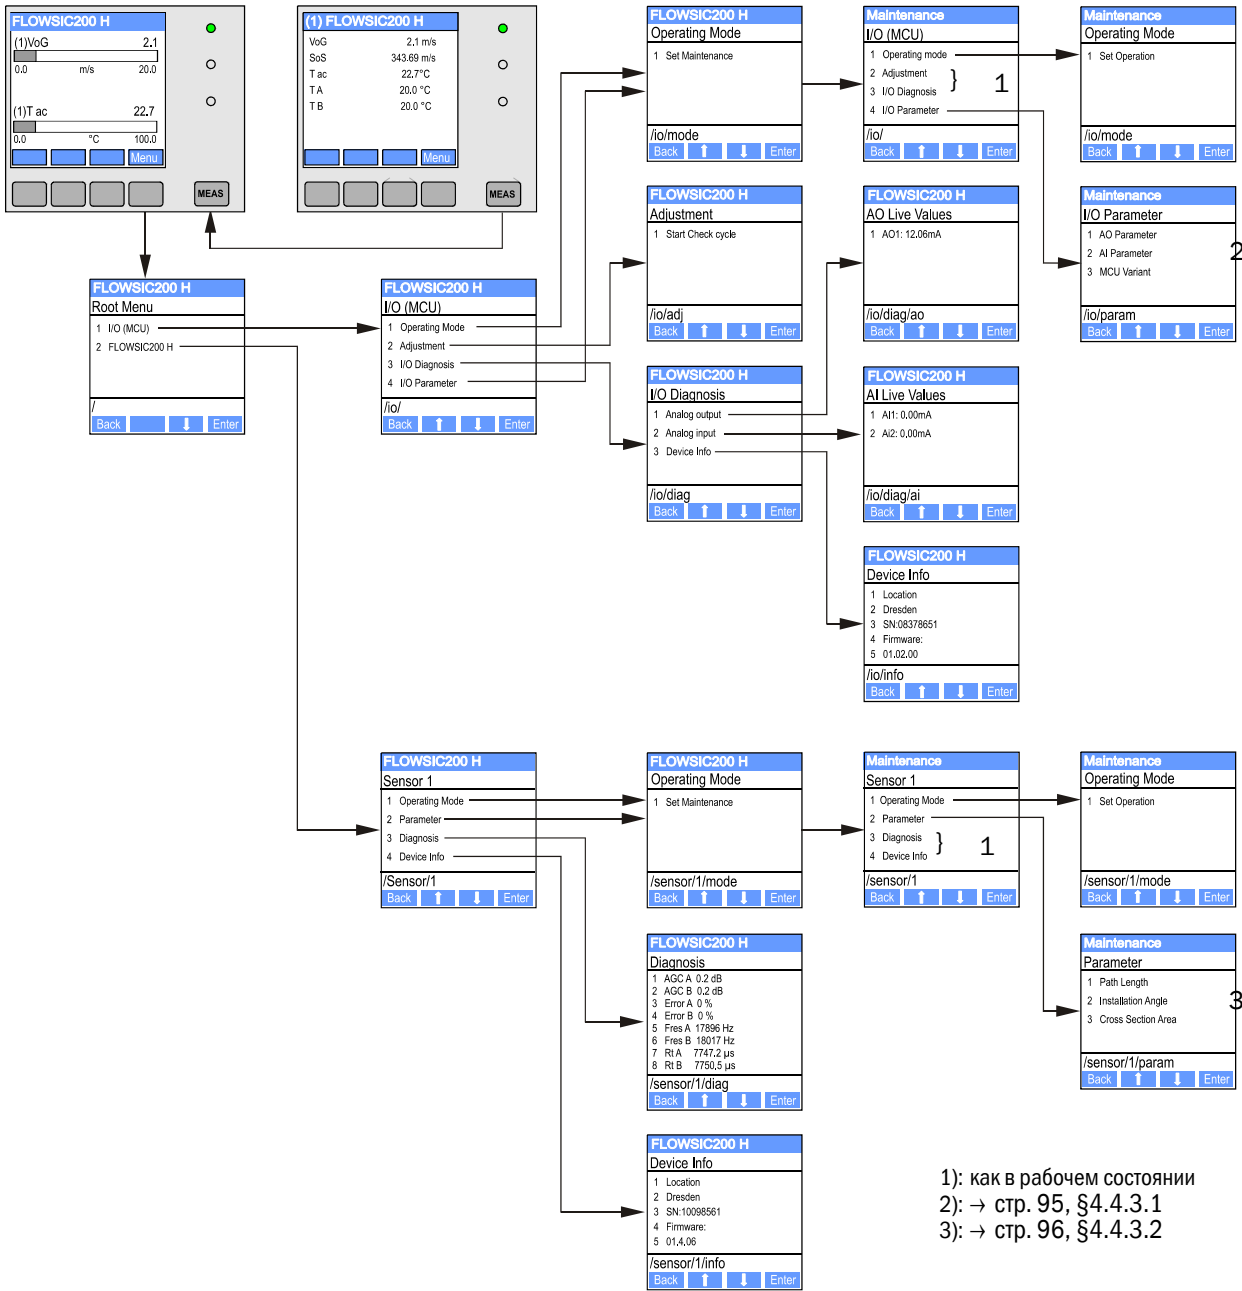 FLOWSIC200 H
(1)VoG 2.1
0.0 m/s 20.0
(1)T ac 22.7
0.0 °C 100.0
Menu
MEAS
(1) FLOWSIC200 H
VoG 2.1 m/s
SoS 343.69 m/s
T ac 22.7°C
T A 20.0 °C
T B 20.0 °C
Menu
MEAS
FLOWSIC200 H
Operating Mode
1 Set Maintenance
/io/mode
Back Enter
Maintenance
I/O (MCU)
1 Operating mode
2 Adjustment
3 I/O Diagnosis
4 I/O Parameter
} 1
/io/
Back Enter
Maintenance
Operating Mode
1 Set Operation
/io/mode
Back Enter
FLOWSIC200 H
Adjustment
1 Start Check cycle
/io/adj
Back Enter
FLOWSIC200 H
AO Live Values
1 AO1: 12.06mA
/io/diag/ao
Back Enter
Maintenance
I/O Parameter
1 AO Parameter
2 AI Parameter
3 MCU Variant
2
/io/param
Back Enter
FLOWSIC200 H
Root Menu
1 I/O (MCU)
2 FLOWSIC200 H
/
Back Enter
FLOWSIC200 H
I/O (MCU)
1 Operating Mode
2 Adjustment
3 I/O Diagnosis
4 I/O Parameter
/io/
Back Enter
FLOWSIC200 H
I/O Diagnosis
1 Analog output
2 Analog input
3 Device Info
/io/diag
Back Enter
FLOWSIC200 H
AI Live Values
1 AI1: 0.00mA
2 Ai2: 0,00mA
/io/diag/ai
Back Enter
FLOWSIC200 H
Device Info
1 Location
2 Dresden
3 SN:08378651
4 Firmware:
5 01.02.00
/io/info
Back Enter
FLOWSIC200 H
Sensor 1
1 Operating Mode
2 Parameter
3 Diagnosis
4 Device Info
/Sensor/1
Back Enter
FLOWSIC200 H
Operating Mode
1 Set Maintenance
/sensor/1/mode
Back Enter
Maintenance
Sensor 1
1 Operating Mode
2 Parameter
3 Diagnosis
4 Device Info
} 1
/sensor/1
Back Enter
Maintenance
Operating Mode
1 Set Operation
/sensor/1/mode
Back Enter
FLOWSIC200 H
Diagnosis
1 AGC A 0.2 dB
2 AGC B 0.2 dB
3 Error A 0 %
4 Error B 0 %
5 Fres A 17896 Hz
6 Fres B 18017 Hz
7 Rt A 7747.2 µs
8 Rt B 7750,5 µs
/sensor/1/diag
Back Enter
Maintenance
Parameter
1 Path Length
2 Installation Angle
3 Cross Section Area
3
/sensor/1/param
Back Enter
FLOWSIC200 H
Device Info
1 Location
2 Dresden
3 SN:10098561
4 Firmware:
5 01,4,06
/sensor/1/info
Back Enter
1): как в рабочем состоянии
2): → стр. 95, §4.4.3.1
3): → стр. 96, §4.4.3.2